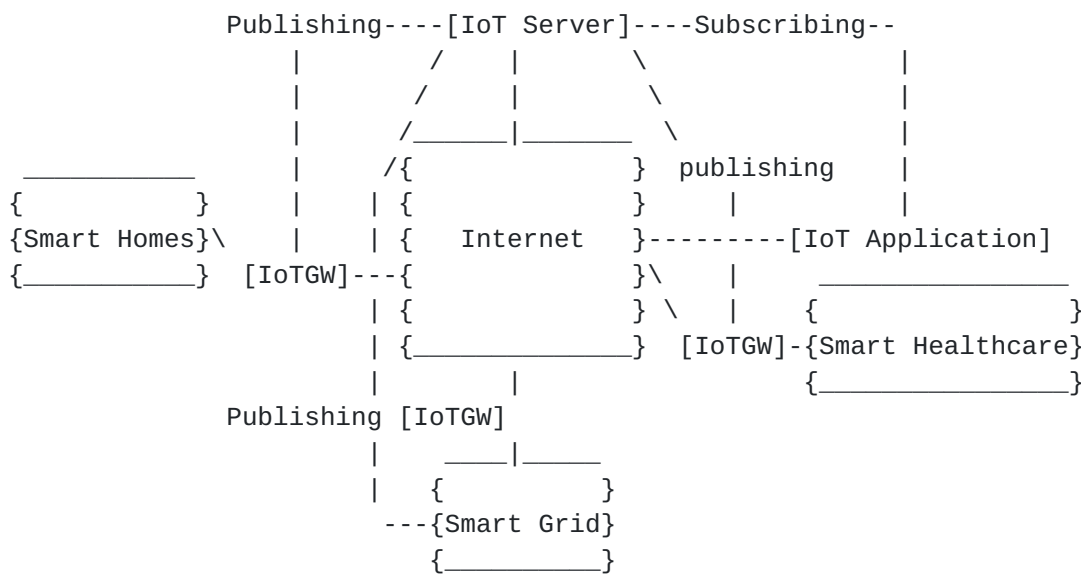 Publishing----[IoT Server]----Subscribing--
publishing
{Smart Homes}
Internet
[IoT Application]
[IoTGW]
[IoTGW]
{Smart Healthcare}
Publishing [IoTGW]
{Smart Grid}